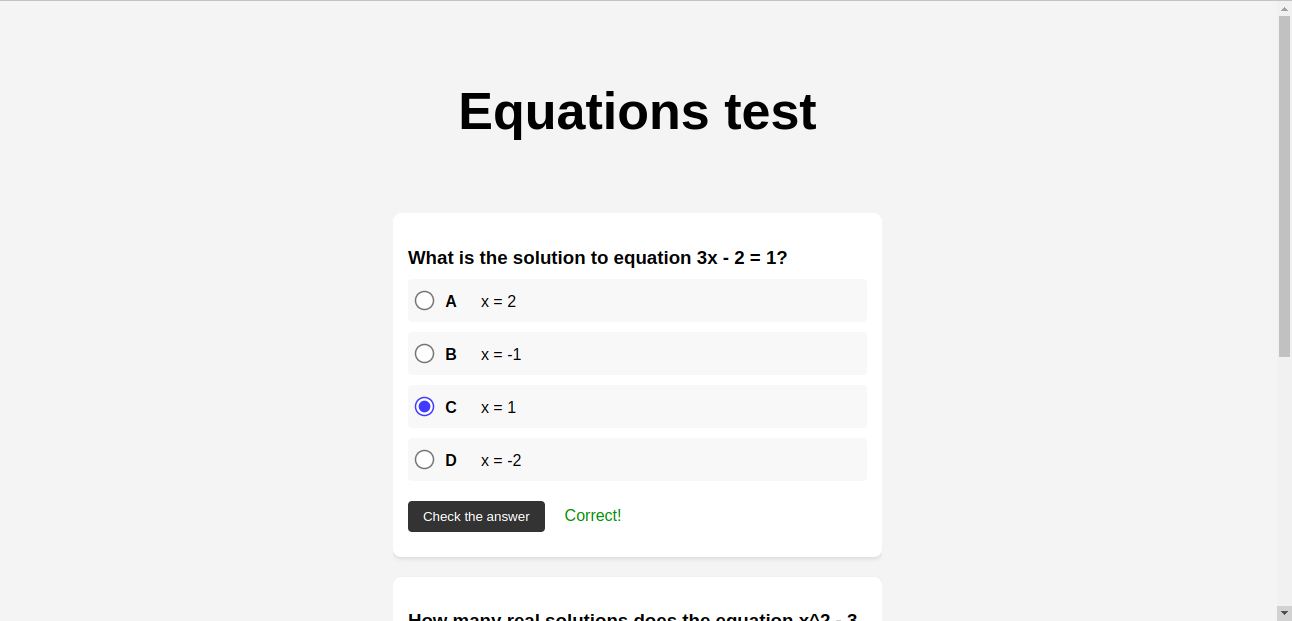 Equations test
What is the solution to equation 3x - 2 = 1?
A x = 2
B x = -1
C x = 1
D x = -2
Check the answer Correct!
How many real solutions does the equation x^2 - 3